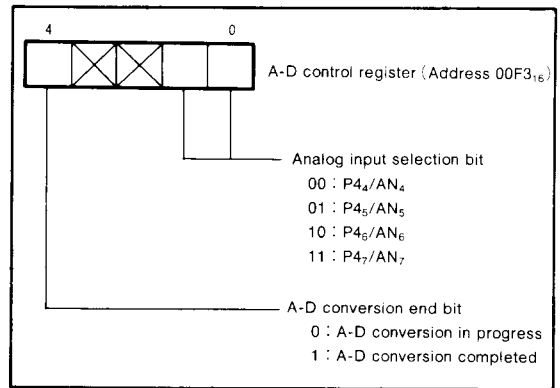 4 0
A-D control register (Address 00F3₁₆)
Analog input selection bit
00 : P4₄/AN₄
01 : P4₅/AN₅
10 : P4₆/AN₆
11 : P4₇/AN₇
A-D conversion end bit
0 : A-D conversion in progress
1 : A-D conversion completed